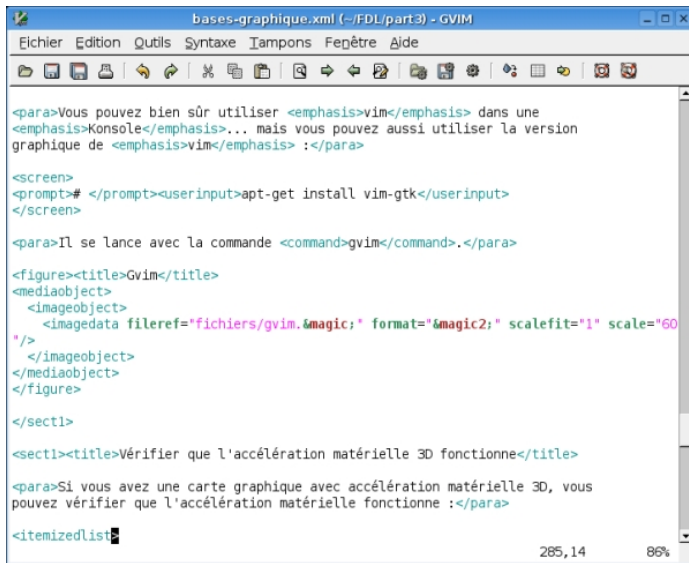 bases-graphique.xml (~/FDL/part3) - GVIM
Fichier Edition Outils Syntaxe Tampons Fenêtre Aide
<para>Vous pouvez bien sûr utiliser <emphasis>vim</emphasis> dans une
<emphasis>Konsole</emphasis>... mais vous pouvez aussi utiliser la version
graphique de <emphasis>vim</emphasis> :</para>
<screen>
<prompt># </prompt><userinput>apt-get install vim-gtk</userinput>
</screen>
<para>Il se lance avec la commande <command>gvim</command>.</para>
<figure><title>Gvim</title>
<mediaobject>
  <imageobject>
    <imagedata fileref="fichiers/gvim.&magic;" format="&magic2;" scalefit="1" scale="60
"/>
  </imageobject>
</mediaobject>
</figure>
</sect1>
<sect1><title>Vérifier que l'accélération matérielle 3D fonctionne</title>
<para>Si vous avez une carte graphique avec accélération matérielle 3D, vous
pouvez vérifier que l'accélération matérielle fonctionne :</para>
<itemizedlist>
285,14 86%